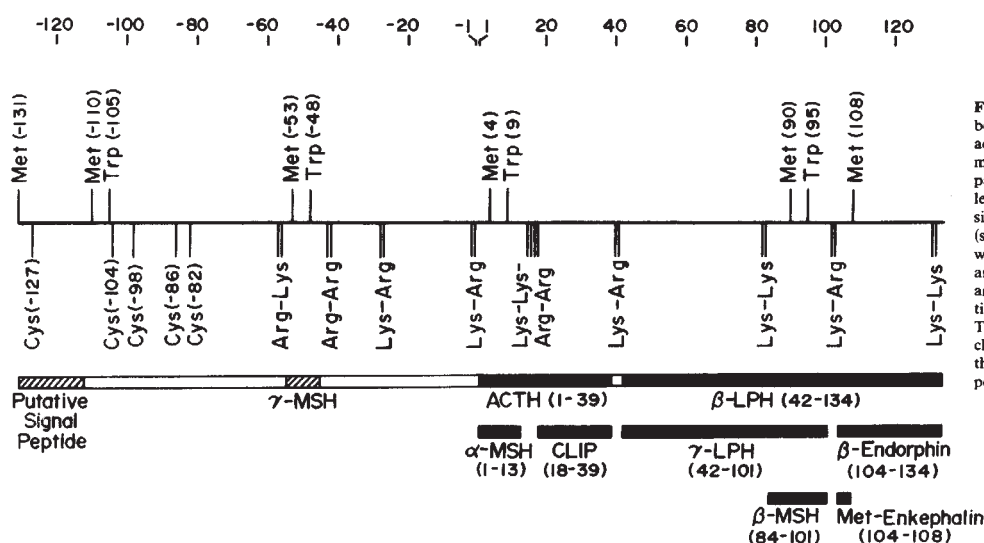 -120 -100 -80 -60 -40 -20 -1 1 20 40 60 80 100 120
Met (-131)
Met (-110)
Trp (-105)
Met (-53)
Trp (-48)
Met (4)
Trp (9)
Met (90)
Trp (95)
Met (108)
Cys (-127)
Cys (-104)
Cys (-98)
Cys (-86)
Cys (-82)
Arg-Lys
Arg-Arg
Lys-Arg
Lys-Arg
Lys-Lys-
Arg-Arg
Lys-Arg
Lys-Lys
Lys-Arg
Lys-Lys
Putative
Signal
Peptide
γ-MSH
ACTH (1-39)
β-LPH (42-134)
α-MSH
(1-13)
CLIP
(18-39)
γ-LPH
(42-101)
β-Endorphin
(104-134)
β-MSH
(84-101)
Met-Enkephalin
(104-108)